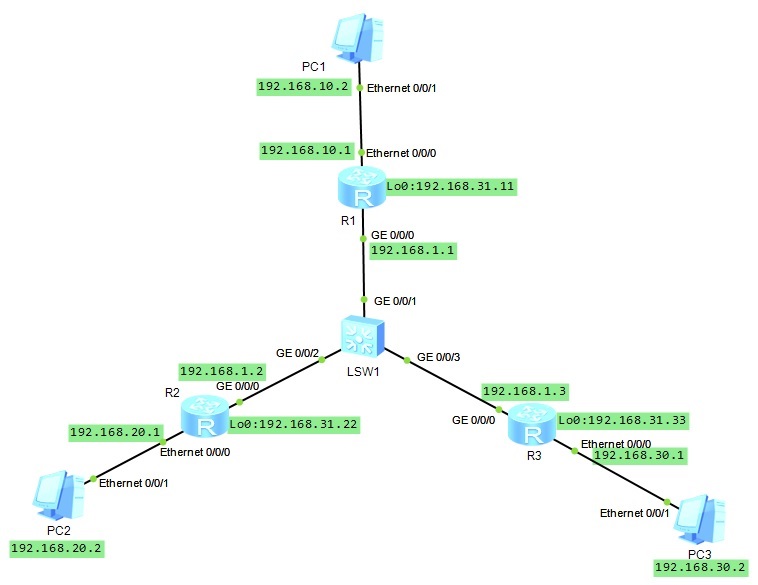 PC1
192.168.10.2
Ethernet 0/0/1
192.168.10.1
Ethernet 0/0/0
R
Lo0:192.168.31.11
R1
GE 0/0/0
192.168.1.1
GE 0/0/1
LSW1
GE 0/0/2
GE 0/0/3
192.168.1.2
GE 0/0/0
R2
R
Lo0:192.168.31.22
192.168.20.1
Ethernet 0/0/0
Ethernet 0/0/1
PC2
192.168.20.2
192.168.1.3
GE 0/0/0
R
Lo0:192.168.31.33
R3
Ethernet 0/0/0
192.168.30.1
Ethernet 0/0/1
PC3
192.168.30.2